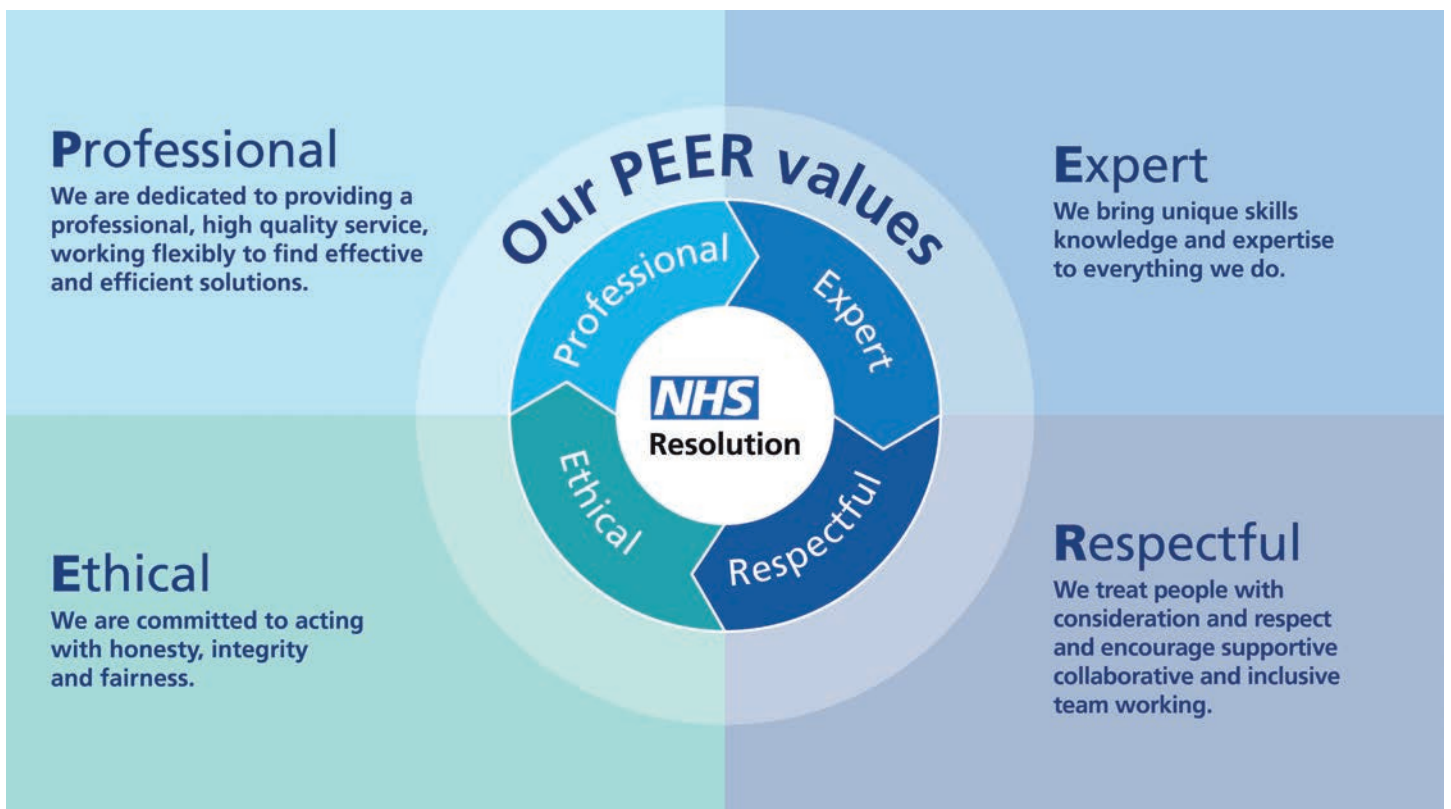 Our PEER values
Professional
We are dedicated to providing a
professional, high quality service,
working flexibly to find effective
and efficient solutions.
Expert
We bring unique skills
knowledge and expertise
to everything we do.
Professional
Expert
NHS
Resolution
Ethical
Respectful
Ethical
We are committed to acting
with honesty, integrity
and fairness.
Respectful
We treat people with
consideration and respect
and encourage supportive
collaborative and inclusive
team working.